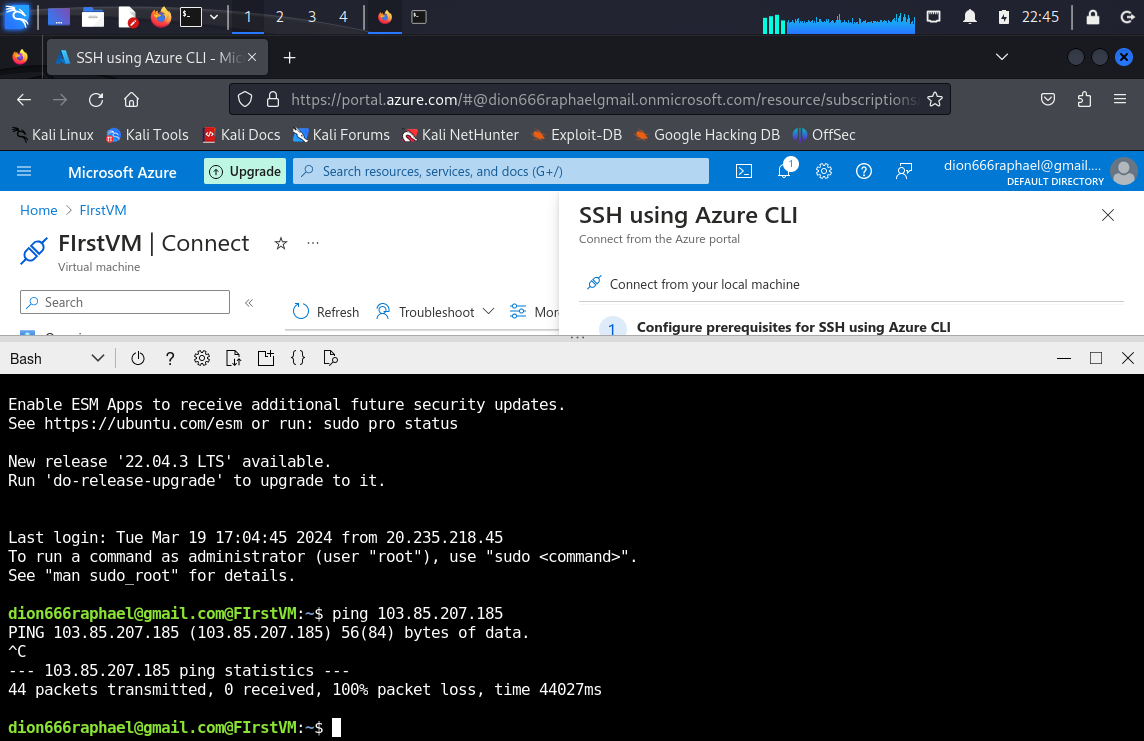 1 2 3 4 22:45
SSH using Azure CLI - Mic
https://portal.azure.com/#@dion666raphaelgmail.onmicrosoft.com/resource/subscriptions
Kali Linux Kali Tools Kali Docs Kali Forums Kali NetHunter Exploit-DB Google Hacking DB OffSec
Microsoft Azure Upgrade Search resources, services, and docs (G+/) 1 dion666raphael@gmail....
DEFAULT DIRECTORY
Home > FIrstVM
FIrstVM | Connect
Virtual machine
Search
Refresh Troubleshoot Mor
SSH using Azure CLI
Connect from the Azure portal
Connect from your local machine
1 Configure prerequisites for SSH using Azure CLI
Bash
Enable ESM Apps to receive additional future security updates.
See https://ubuntu.com/esm or run: sudo pro status
New release '22.04.3 LTS' available.
Run 'do-release-upgrade' to upgrade to it.
Last login: Tue Mar 19 17:04:45 2024 from 20.235.218.45
To run a command as administrator (user "root"), use "sudo <command>".
See "man sudo_root" for details.
dion666raphael@gmail.com@FIrstVM:~$ ping 103.85.207.185
PING 103.85.207.185 (103.85.207.185) 56(84) bytes of data.
^C
--- 103.85.207.185 ping statistics ---
44 packets transmitted, 0 received, 100% packet loss, time 44027ms
dion666raphael@gmail.com@FIrstVM:~$